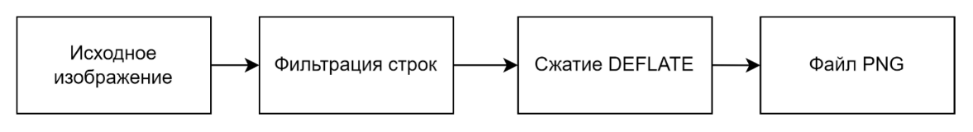 Исходное
изображение
Фильтрация строк
Сжатие DEFLATE
Файл PNG